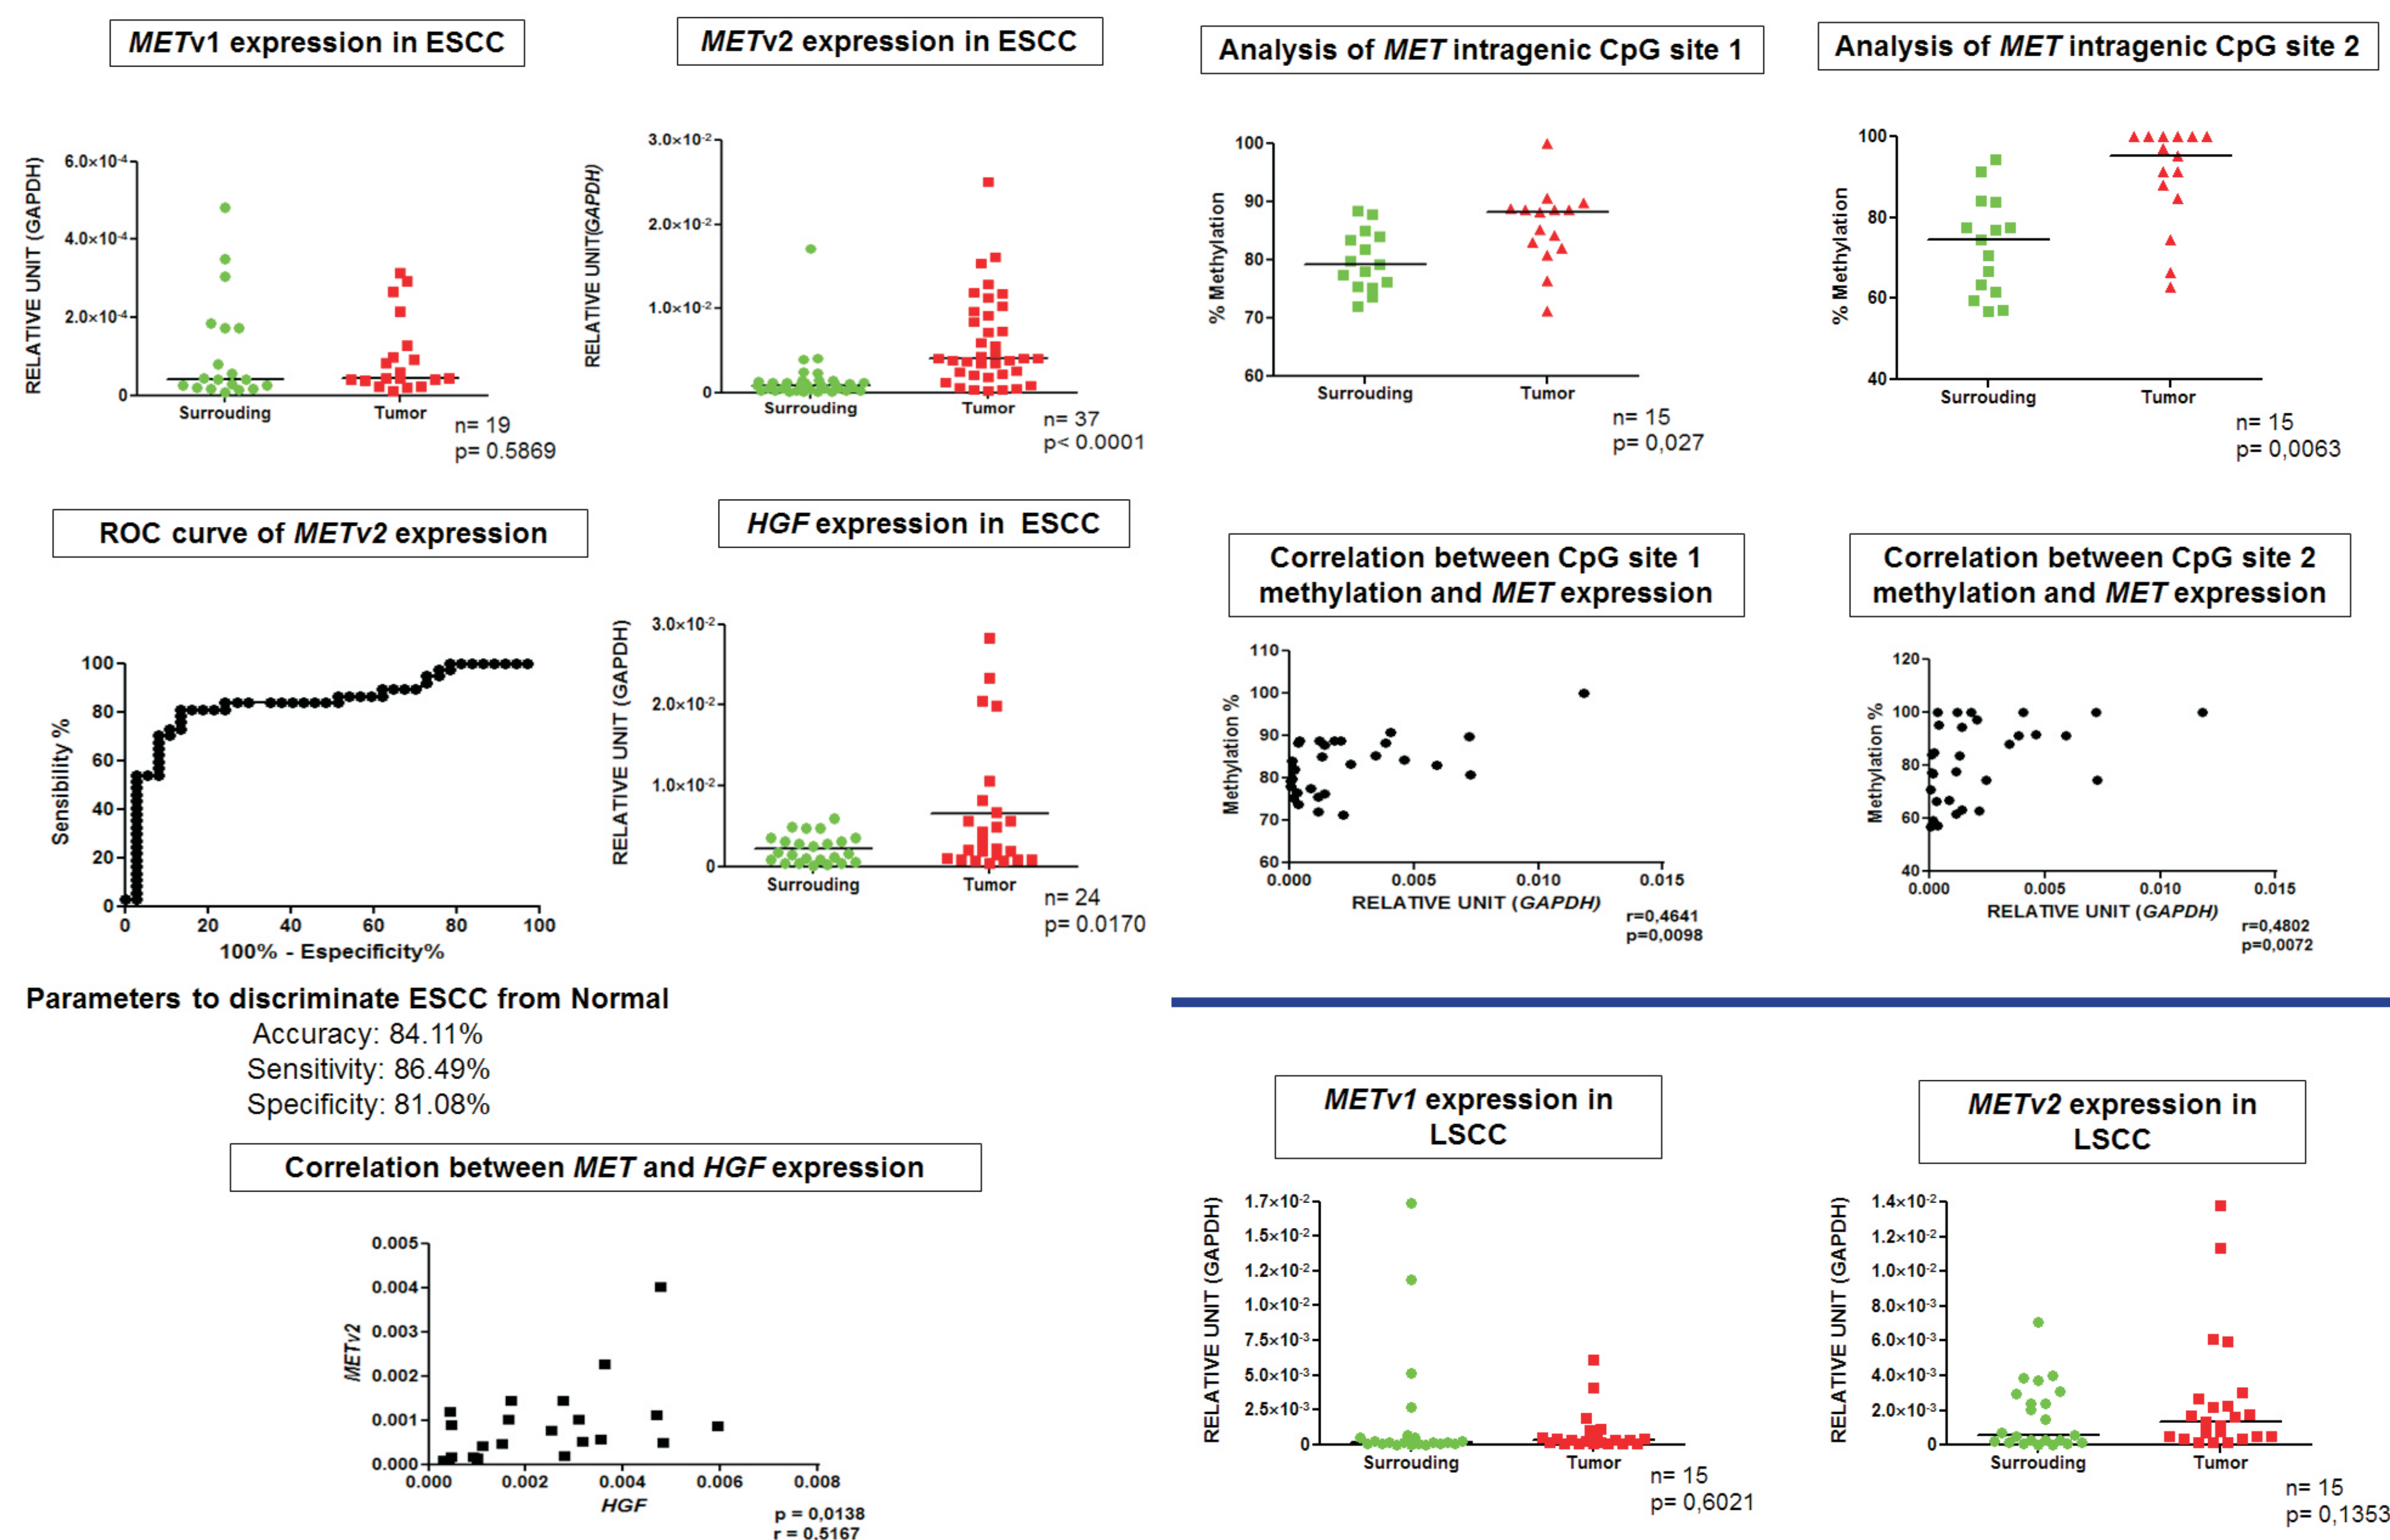 METv1 expression in ESCC
RELATIVE UNIT (GAPDH)
6.0×10-4
4.0×10-4
2.0×10-4
0
Surrouding
Tumor
n= 19
p= 0.5869
METv2 expression in ESCC
RELATIVE UNIT(GAPDH)
3.0×10-2
2.0×10-2
1.0×10-2
0
Surrouding
Tumor
n= 37
p< 0.0001
Analysis of MET intragenic CpG site 1
% Methylation
100
90
80
70
60
Surrouding
Tumor
n= 15
p= 0,027
Analysis of MET intragenic CpG site 2
% Methylation
100
80
60
40
Surrouding
Tumor
n= 15
p= 0,0063
ROC curve of METv2 expression
Sensibility %
100
80
60
40
20
0
0
20
40
60
80
100
100% - Especificity%
HGF expression in ESCC
RELATIVE UNIT (GAPDH)
3.0×10-2
2.0×10-2
1.0×10-2
0
Surrouding
Tumor
n= 24
p= 0.0170
Correlation between CpG site 1
methylation and MET expression
Methylation %
110
100
90
80
70
60
0.000
0.005
0.010
0.015
RELATIVE UNIT (GAPDH)
r=0,4641
p=0,0098
Correlation between CpG site 2
methylation and MET expression
Methylation %
120
100
80
60
40
0.000
0.005
0.010
0.015
RELATIVE UNIT (GAPDH)
r=0,4802
p=0,0072
Parameters to discriminate ESCC from Normal
Accuracy: 84.11%
Sensitivity: 86.49%
Specificity: 81.08%
Correlation between MET and HGF expression
METv2
0.005
0.004
0.003
0.002
0.001
0.000
0.000
0.002
0.004
0.006
0.008
HGF
p = 0,0138
r = 0,5167
METv1 expression in
LSCC
RELATIVE UNIT (GAPDH)
1.7×10-2
1.5×10-2
1.2×10-2
1.0×10-2
7.5×10-3
5.0×10-3
2.5×10-3
0
Surrouding
Tumor
n= 15
p= 0,6021
METv2 expression in
LSCC
RELATIVE UNIT (GAPDH)
1.4×10-2
1.2×10-2
1.0×10-2
8.0×10-3
6.0×10-3
4.0×10-3
2.0×10-3
0
Surrouding
Tumor
n= 15
p= 0,1353